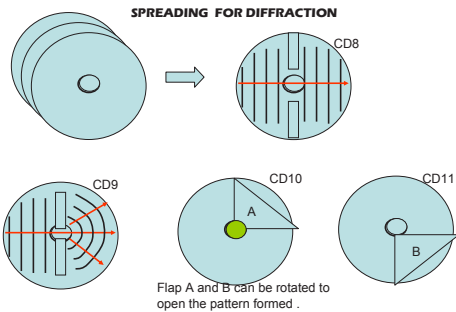 SPREADING FOR DIFFRACTION
CD8
CD9
CD10
CD11
A
B
Flap A and B can be rotated to
open the pattern formed .